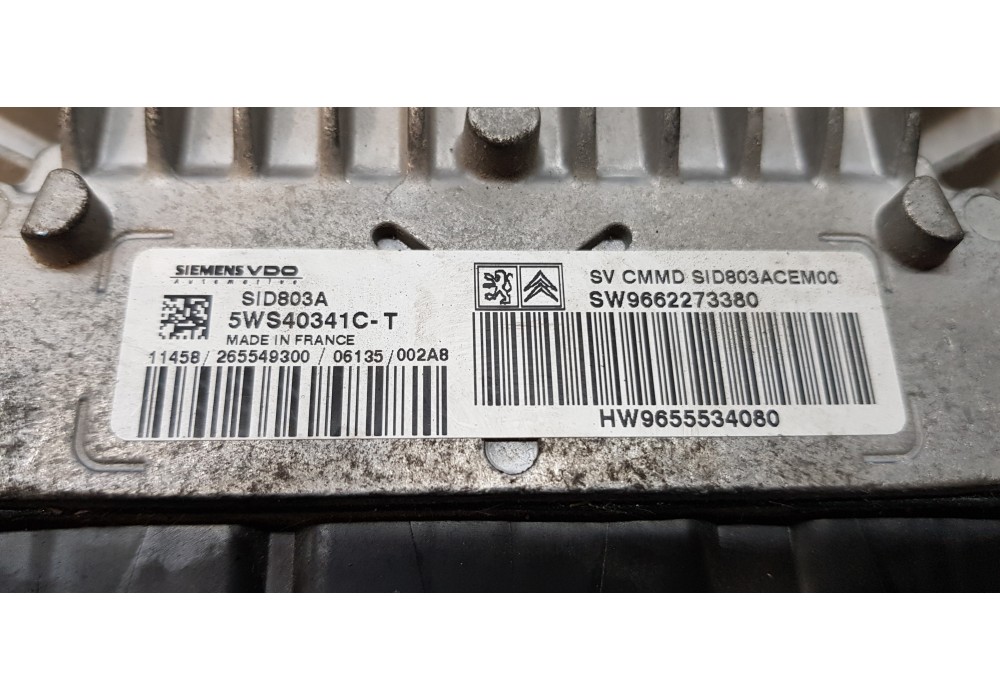 SIEMENS VDO
Automotive
SID803A
5WS40341C-T
MADE IN FRANCE
11458 / 265549300 / 06135 / 002A8
SV CMMD SID803ACEM00
SW9662273380
HW9655534080